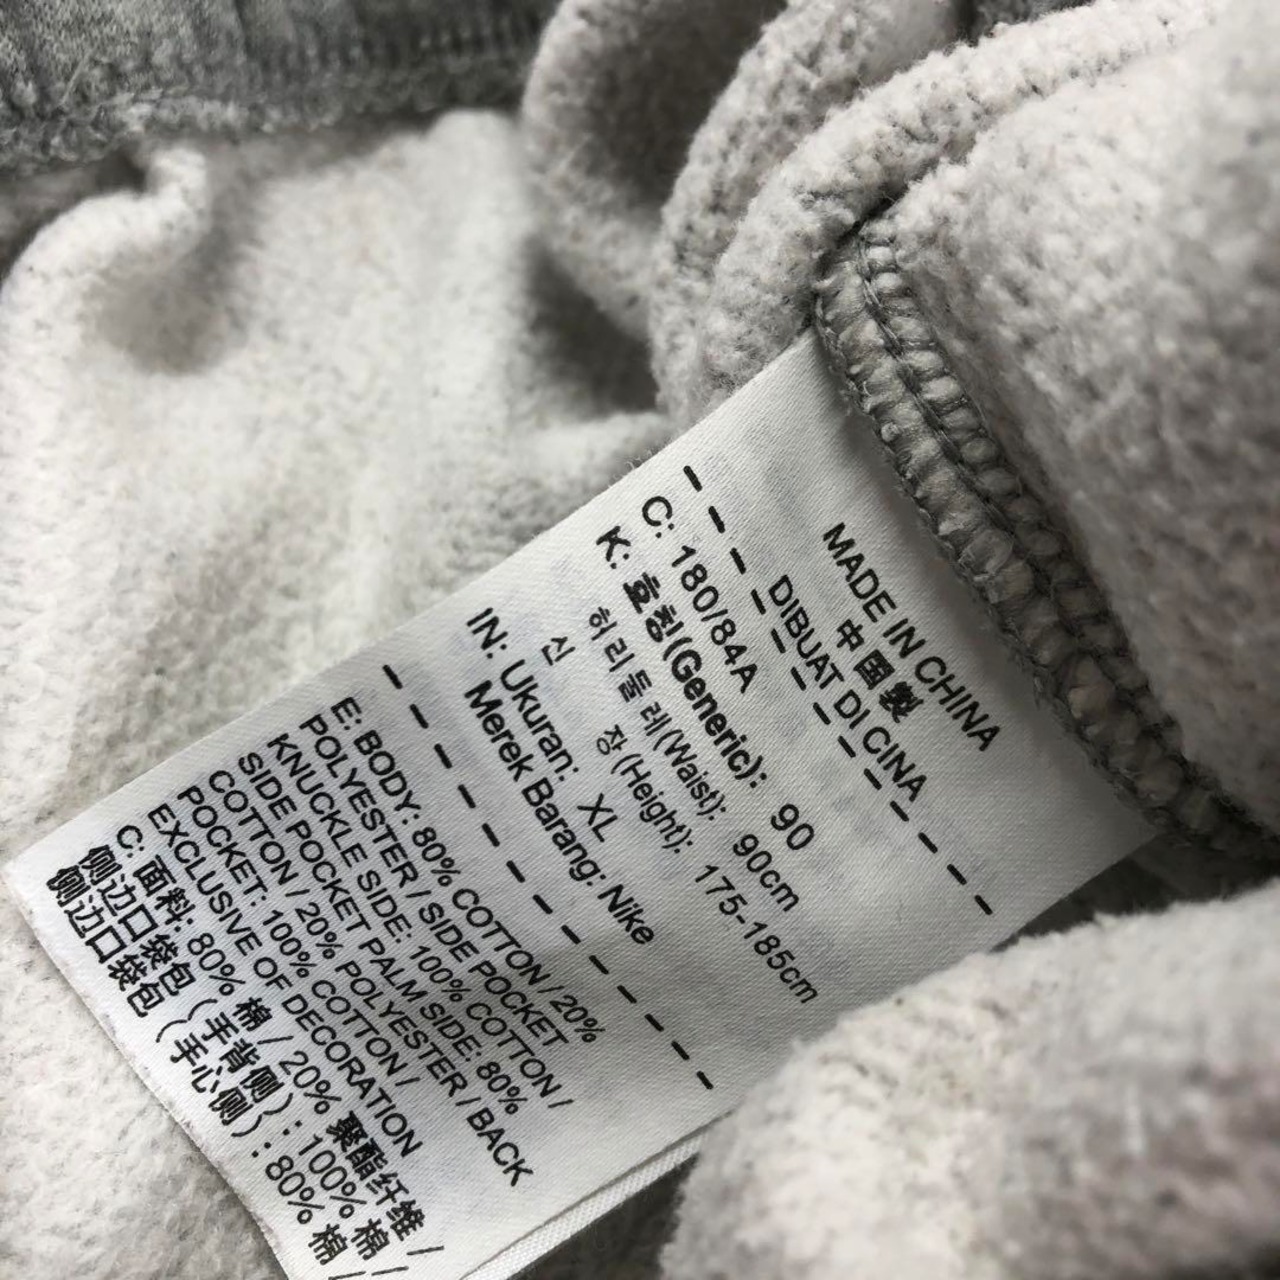 MADE IN CHINA
中國製
DIBUAT DI CINA
C: 180/84A
K: 호칭(Generic): 90
허리둘레(Waist): 90cm
신 장(Height): 175-185cm
IN: Ukuran: XL
Merek Barang: Nike
E: BODY: 80% COTTON / 20%
POLYESTER / SIDE POCKET
KNUCKLE SIDE: 100% COTTON /
SIDE POCKET PALM SIDE: 80%
COTTON / 20% POLYESTER / BACK
POCKET: 100% COTTON /
EXCLUSIVE OF DECORATION
C: 面料: 80% 棉 / 20% 聚酯纤维 /
侧边口袋包（手背侧）: 100% 棉 /
侧边口袋包（手心侧）: 80% 棉 /